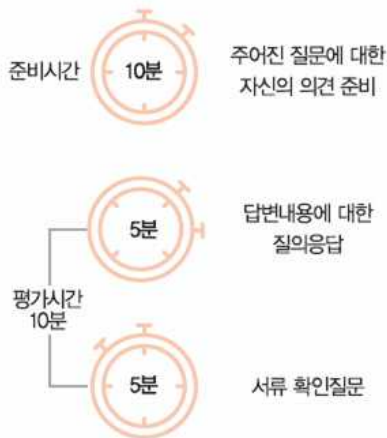 준비시간
10분
주어진 질문에 대한
자신의 의견 준비
5분
답변내용에 대한
질의응답
평가시간
10분
5분
서류 확인질문